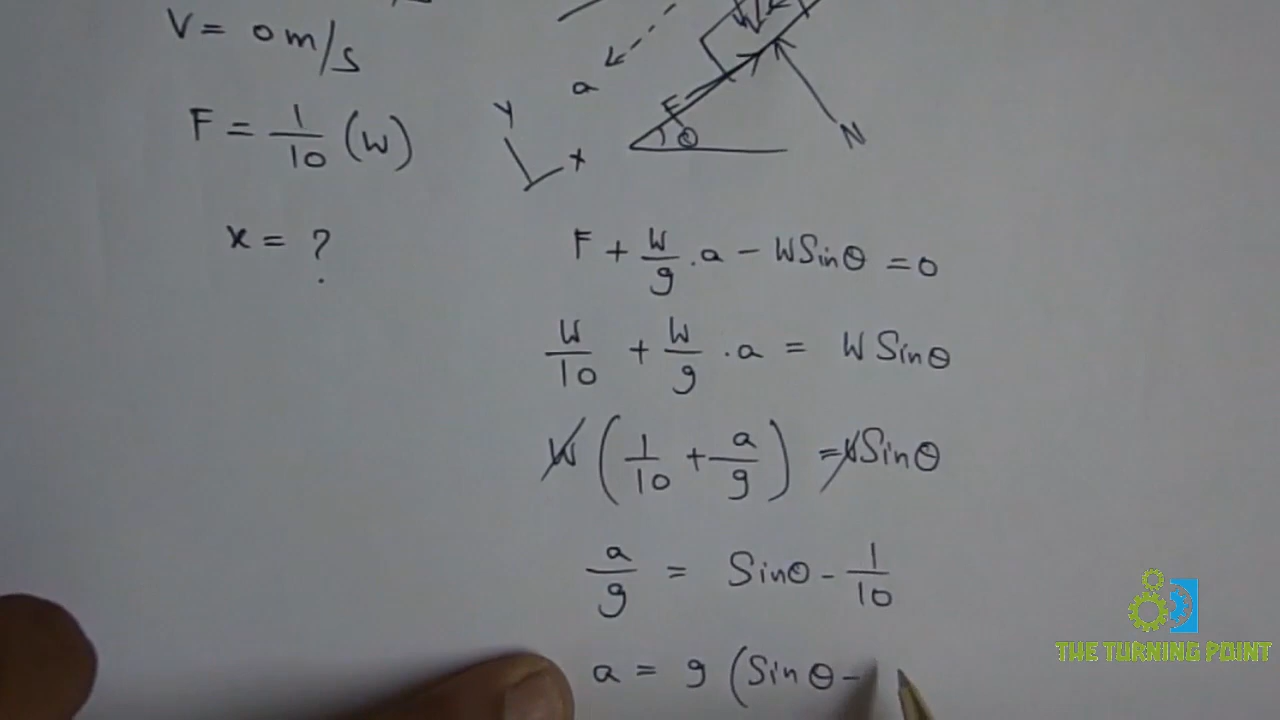 V = 0 m/s
a
W
F = 1/10 (W)
Y
X
F
θ
N
x = ?
F + W/g . a - W Sinθ = 0
W/10 + W/g . a = W Sinθ
W ( 1/10 + a/g ) = W Sinθ
a/g = Sinθ - 1/10
a = g ( Sinθ -
THE TURNING POINT